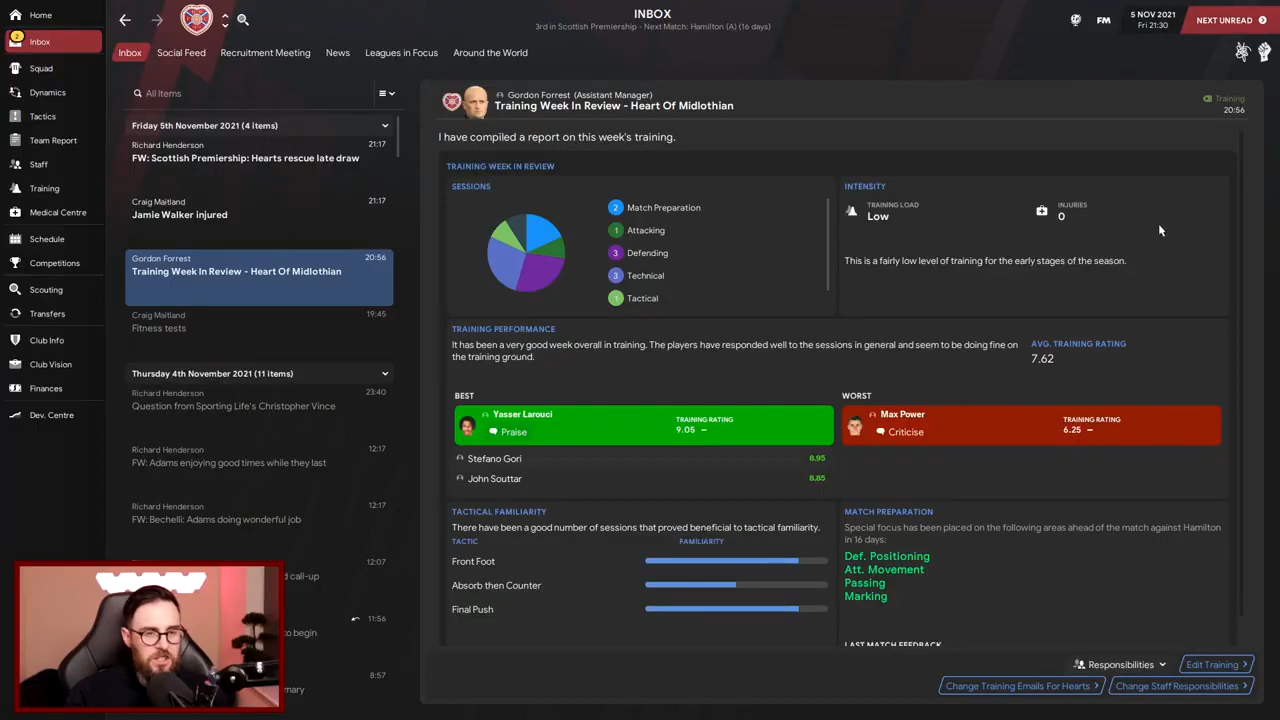 Home
Inbox
2
Squad
Dynamics
Tactics
Team Report
Staff
Training
Medical Centre
Schedule
Competitions
Scouting
Transfers
Club Info
Club Vision
Finances
Dev. Centre
INBOX
3rd in Scottish Premiership - Next Match: Hamilton (A) (16 days)
FM
5 NOV 2021
Fri 21:30
NEXT UNREAD
Inbox
Social Feed
Recruitment Meeting
News
Leagues in Focus
Around the World
All Items
Friday 5th November 2021 (4 items)
Richard Henderson 21:17
FW: Scottish Premiership: Hearts rescue late draw
Craig Maitland 21:17
Jamie Walker injured
Gordon Forrest 20:56
Training Week In Review - Heart Of Midlothian
Craig Maitland 19:45
Fitness tests
Thursday 4th November 2021 (11 items)
Richard Henderson 23:40
Question from Sporting Life's Christopher Vince
Richard Henderson 12:17
FW: Adams enjoying good times while they last
Richard Henderson 12:17
FW: Bechelli: Adams doing wonderful job
12:07
d call-up
11:56
to begin
8:57
mary
Gordon Forrest (Assistant Manager)
Training Week In Review - Heart Of Midlothian
Training
20:56
I have compiled a report on this week's training.
TRAINING WEEK IN REVIEW
SESSIONS
2 Match Preparation
1 Attacking
3 Defending
3 Technical
1 Tactical
INTENSITY
TRAINING LOAD
Low
INJURIES
0
This is a fairly low level of training for the early stages of the season.
TRAINING PERFORMANCE
It has been a very good week overall in training. The players have responded well to the sessions in general and seem to be doing fine on
the training ground.
AVG. TRAINING RATING
7.62
BEST
Yasser Larouci
Praise
TRAINING RATING
9.05 –
Stefano Gori 8.95
John Souttar 8.85
WORST
Max Power
Criticise
TRAINING RATING
6.25 –
TACTICAL FAMILIARITY
There have been a good number of sessions that proved beneficial to tactical familiarity.
TACTIC FAMILIARITY
Front Foot
Absorb then Counter
Final Push
MATCH PREPARATION
Special focus has been placed on the following areas ahead of the match against Hamilton
in 16 days:
Def. Positioning
Att. Movement
Passing
Marking
LAST MATCH FEEDBACK
Responsibilities
Edit Training
Change Training Emails For Hearts
Change Staff Responsibilities